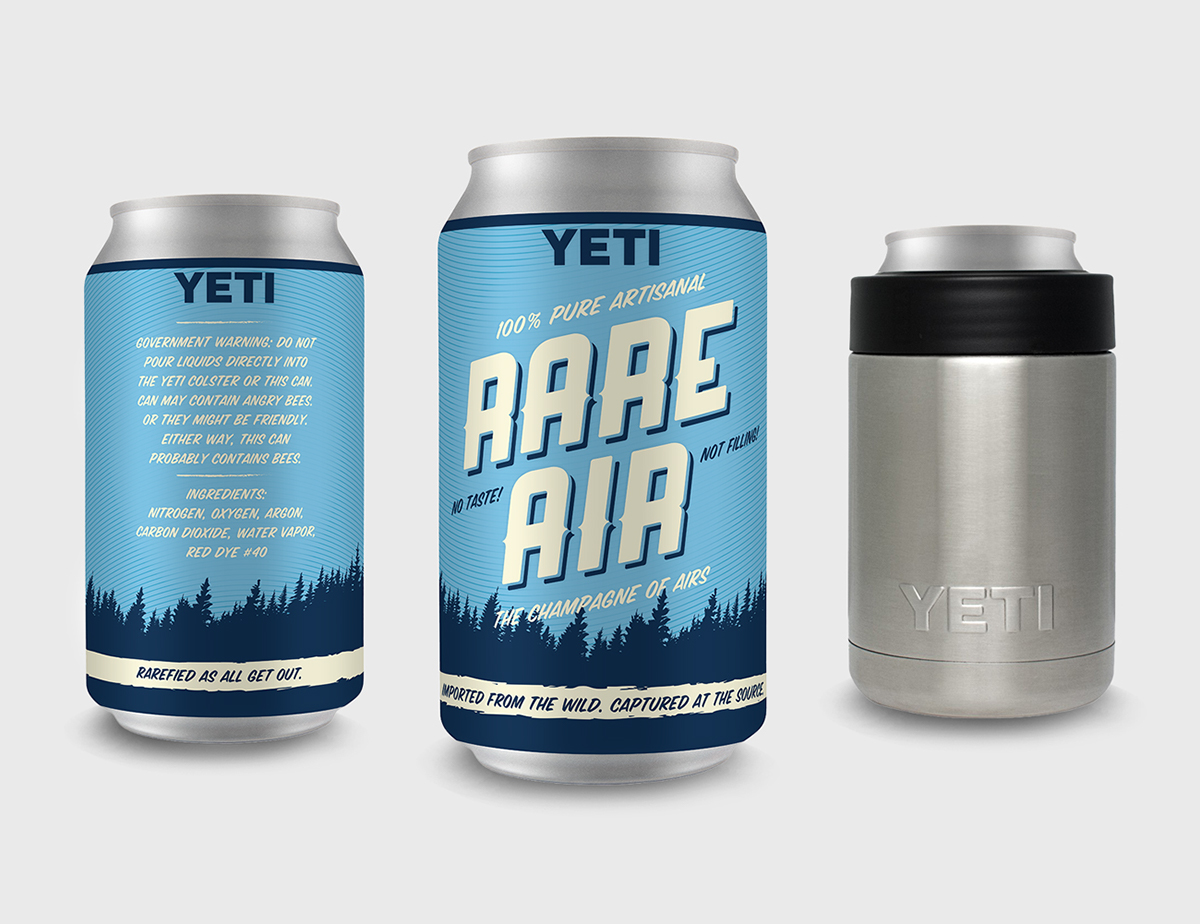 YETI
GOVERNMENT WARNING: DO NOT
POUR LIQUIDS DIRECTLY INTO
THE YETI COLSTER OR THIS CAN.
CAN MAY CONTAIN ANGRY BEES.
OR THEY MIGHT BE FRIENDLY.
EITHER WAY, THIS CAN
PROBABLY CONTAINS BEES.
INGREDIENTS:
NITROGEN, OXYGEN, ARGON,
CARBON DIOXIDE, WATER VAPOR,
RED DYE #40
RAREFIED AS ALL GET OUT.
YETI
100% PURE ARTISANAL
RARE
AIR
NOT FILLING!
NO TASTE!
THE CHAMPAGNE OF AIRS
IMPORTED FROM THE WILD. CAPTURED AT THE SOURCE
YETI